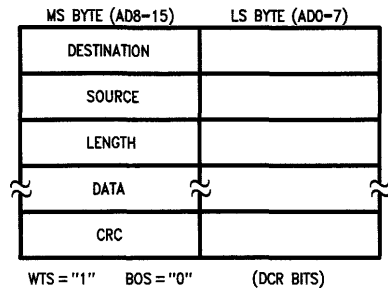 MS BYTE (AD8-15) LS BYTE (AD0-7)
DESTINATION
SOURCE
LENGTH
DATA
CRC
WTS = "1" BOS = "0" (DCR BITS)